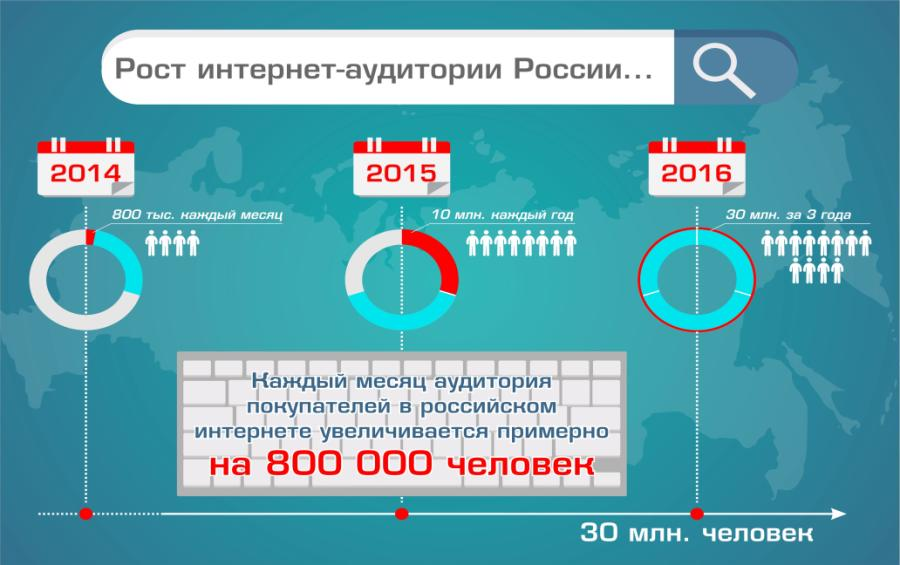 Рост интернет-аудитории России...
2014
2015
2016
800 тыс. каждый месяц
10 млн. каждый год
30 млн. за 3 года
Каждый месяц аудитория
покупателей в российском
интернете увеличивается примерно
на 800 000 человек
30 млн. человек